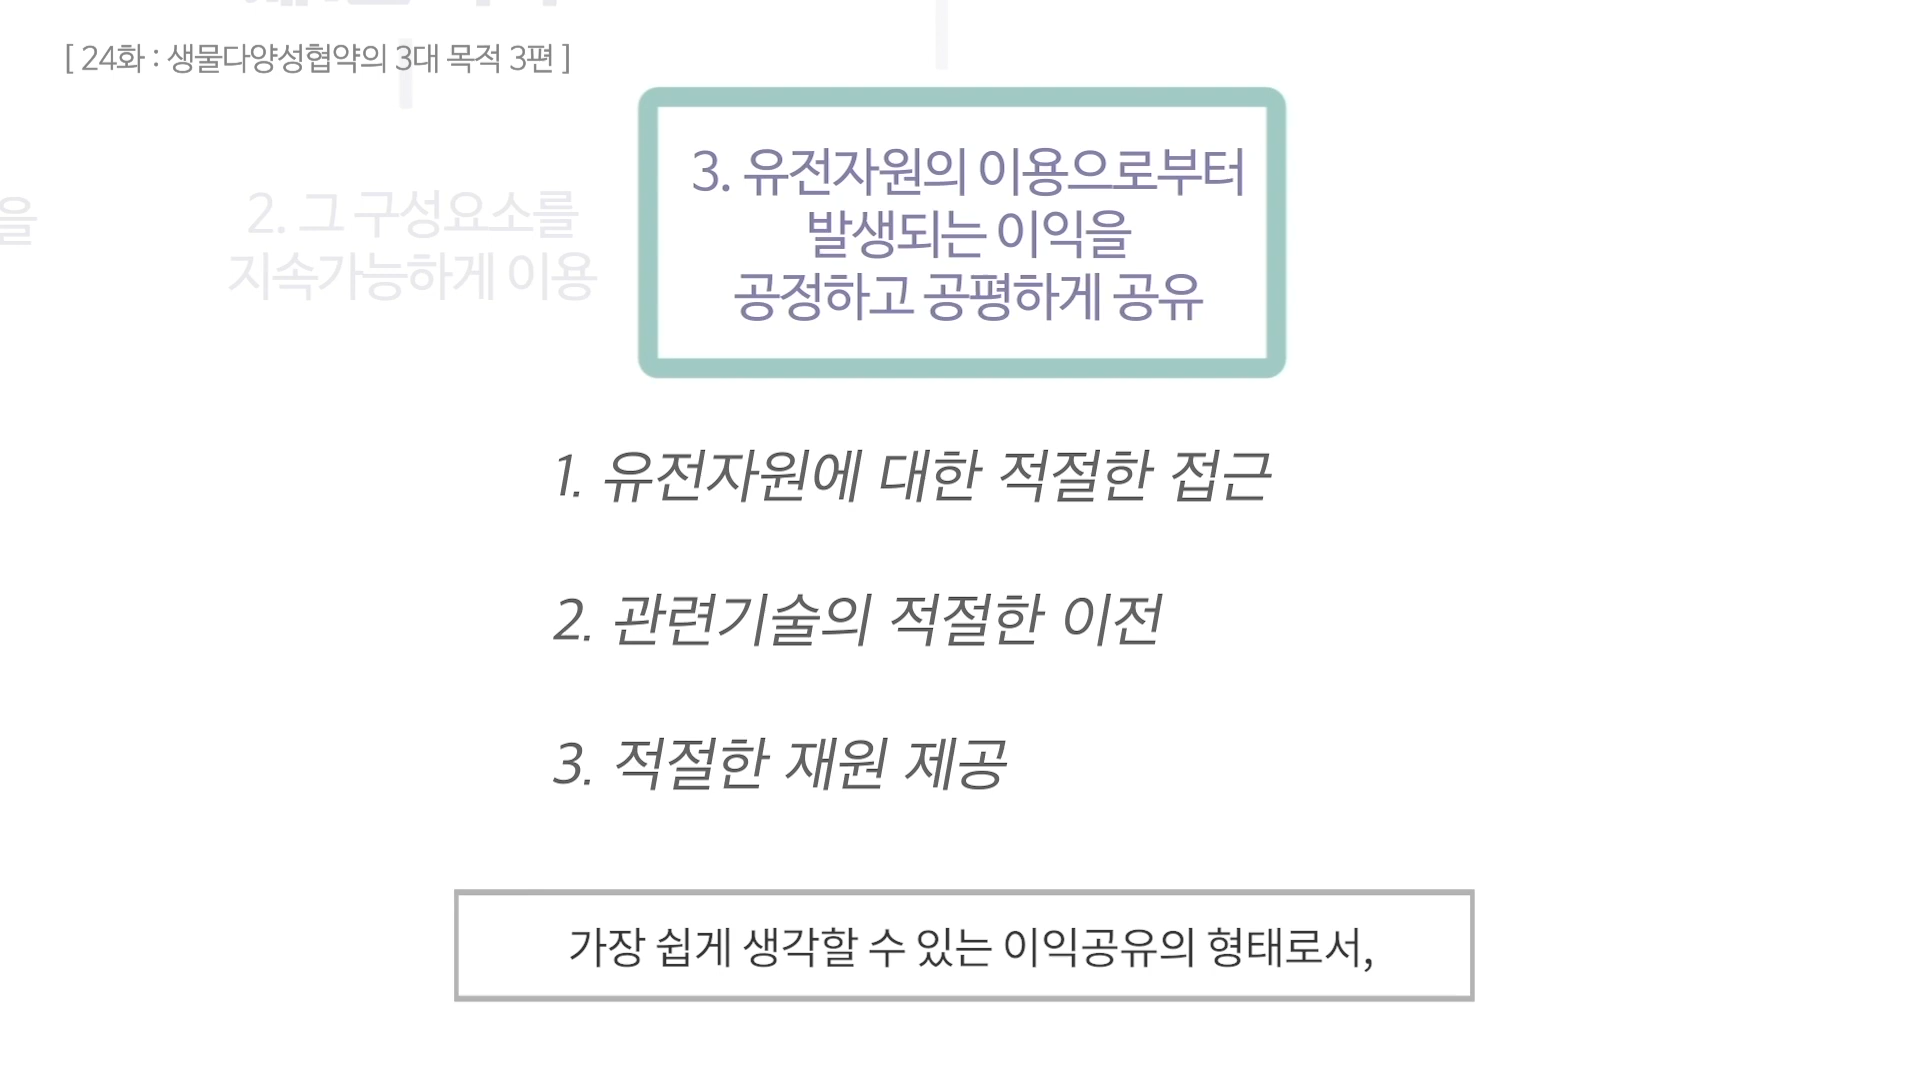 [ 24화 : 생물다양성협약의 3대 목적 3편 ]
을
2. 그 구성요소를
지속가능하게 이용
3. 유전자원의 이용으로부터
발생되는 이익을
공정하고 공평하게 공유
1. 유전자원에 대한 적절한 접근
2. 관련기술의 적절한 이전
3. 적절한 재원 제공
가장 쉽게 생각할 수 있는 이익공유의 형태로서,